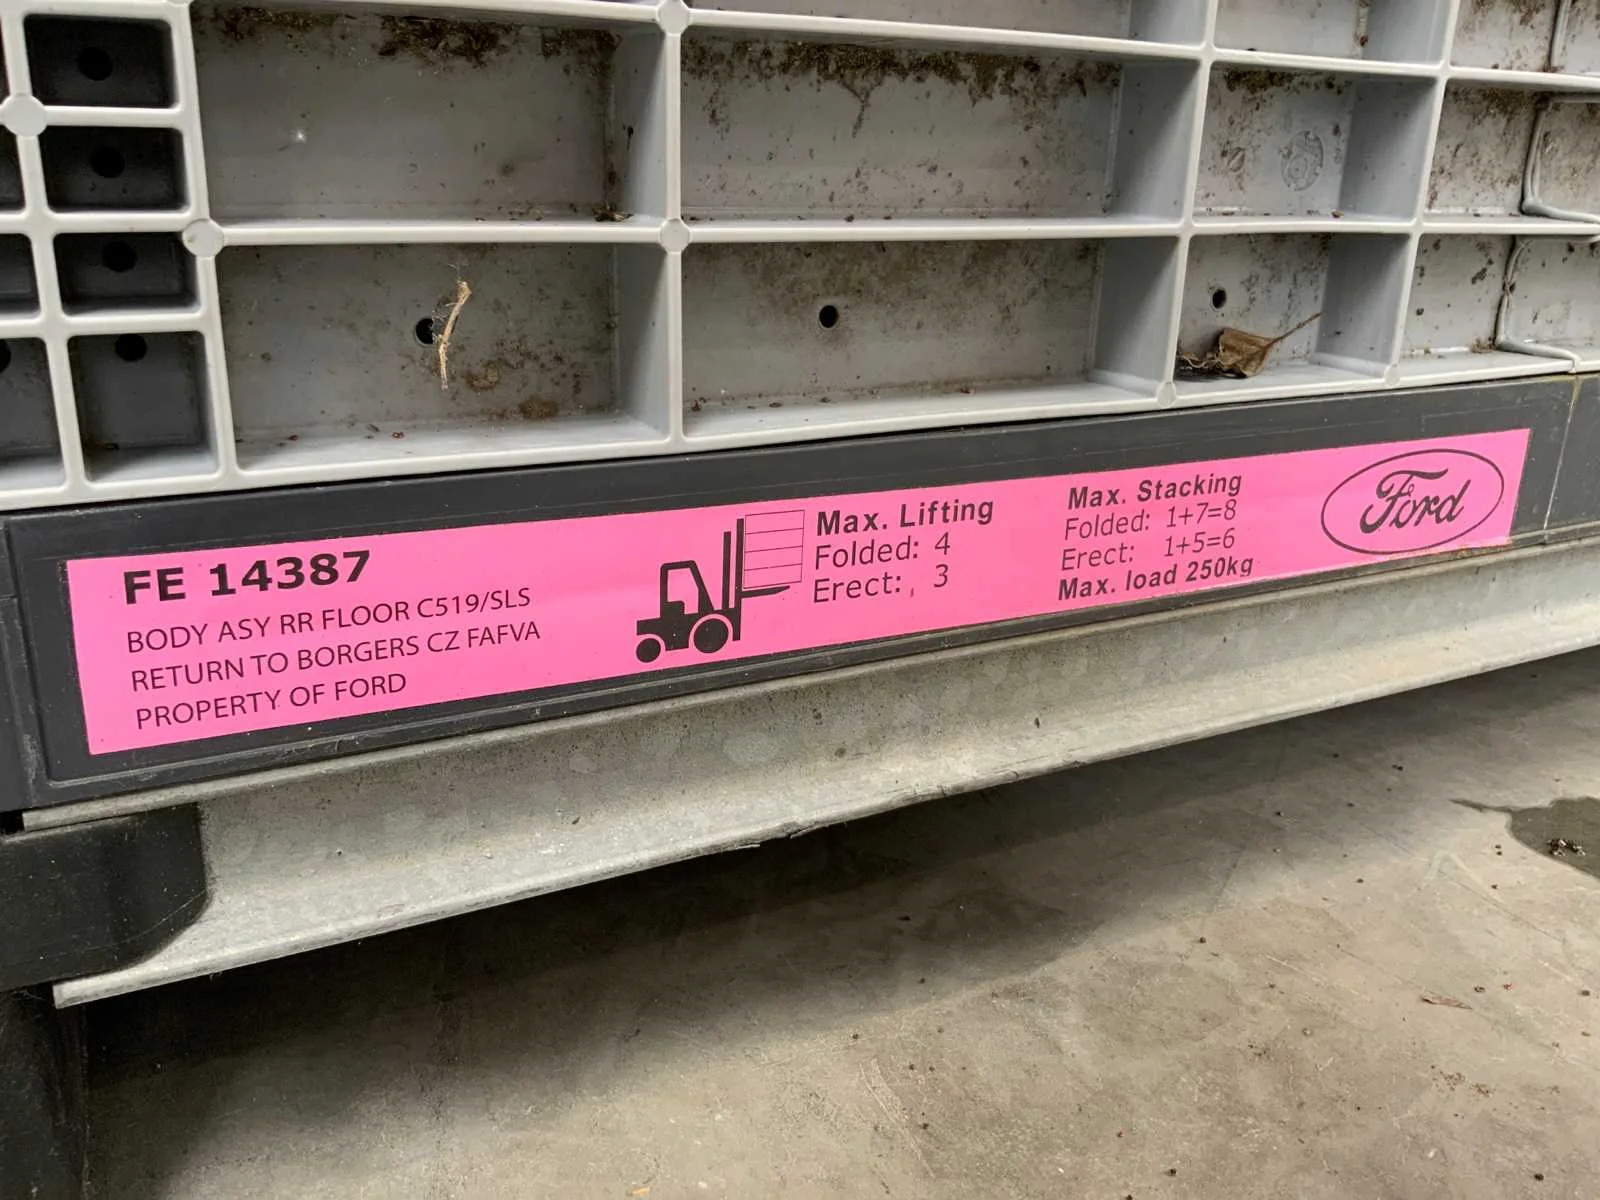 FE 14387
BODY ASY RR FLOOR C519/SLS
RETURN TO BORGERS CZ FAFVA
PROPERTY OF FORD
Max. Lifting
Folded: 4
Erect: 3
Max. Stacking
Folded: 1+7=8
Erect: 1+5=6
Max. load 250kg
Ford